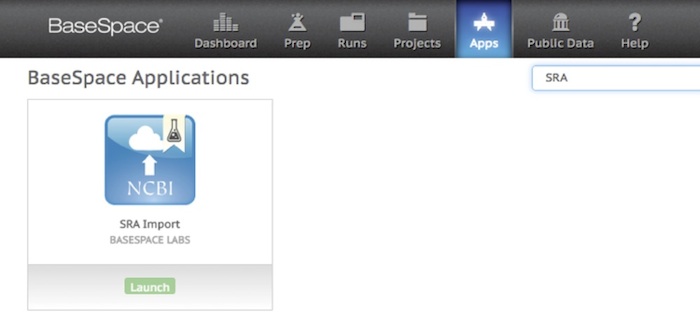 BaseSpace®
Dashboard Prep Runs Projects Apps Public Data Help
BaseSpace Applications
SRA
NCBI
SRA Import
BASESPACE LABS
Launch